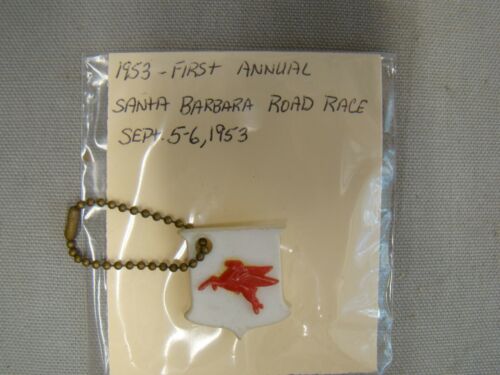 1953 - FIRST ANNUAL
SANTA BARBARA ROAD RACE
SEPT. 5-6, 1953